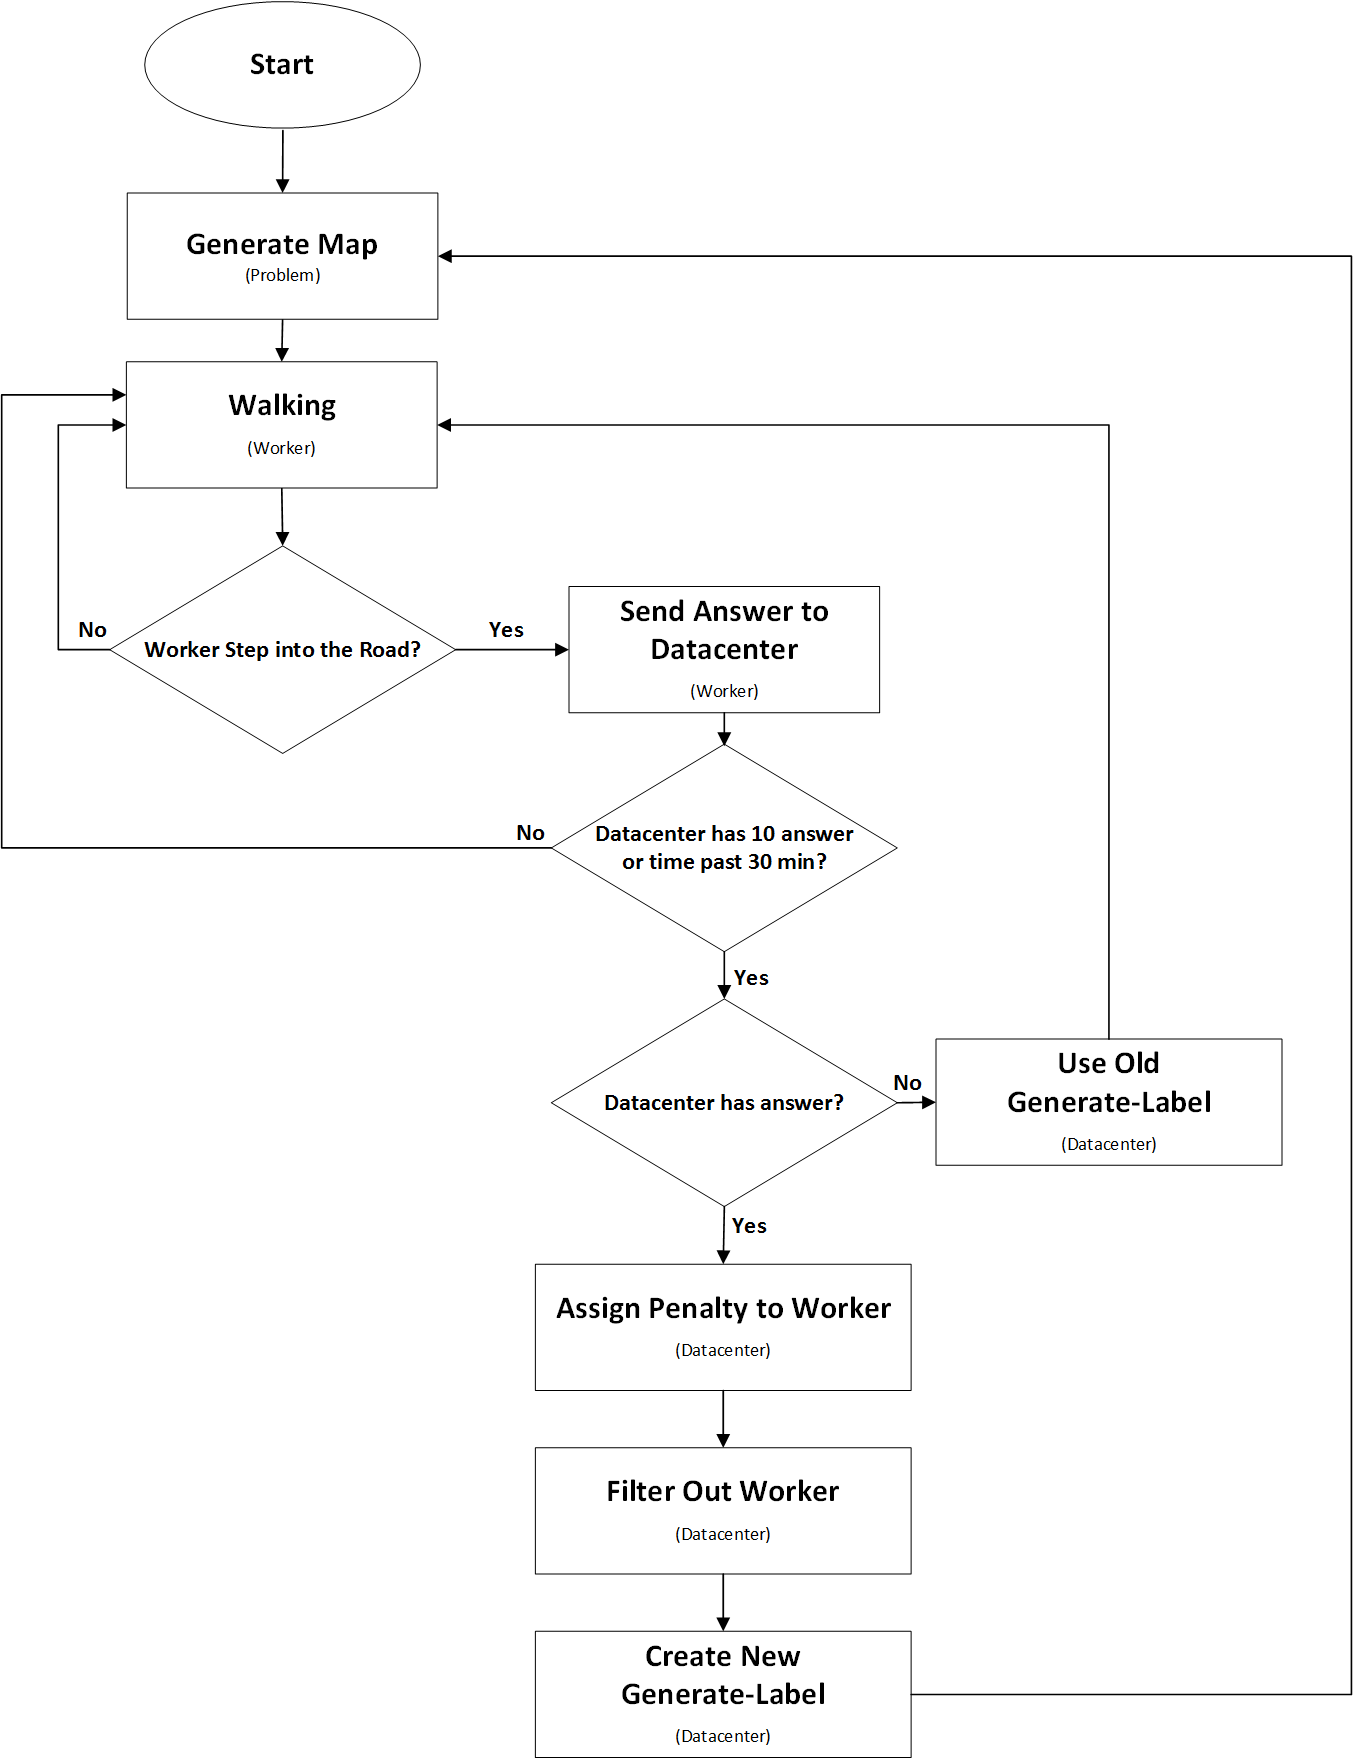 Start
Generate Map
(Problem)
Walking
(Worker)
No
Worker Step into the Road?
Yes
Send Answer to
Datacenter
(Worker)
No
Datacenter has 10 answer
or time past 30 min?
Yes
Datacenter has answer?
No
Use Old
Generate-Label
(Datacenter)
Yes
Assign Penalty to Worker
(Datacenter)
Filter Out Worker
(Datacenter)
Create New
Generate-Label
(Datacenter)